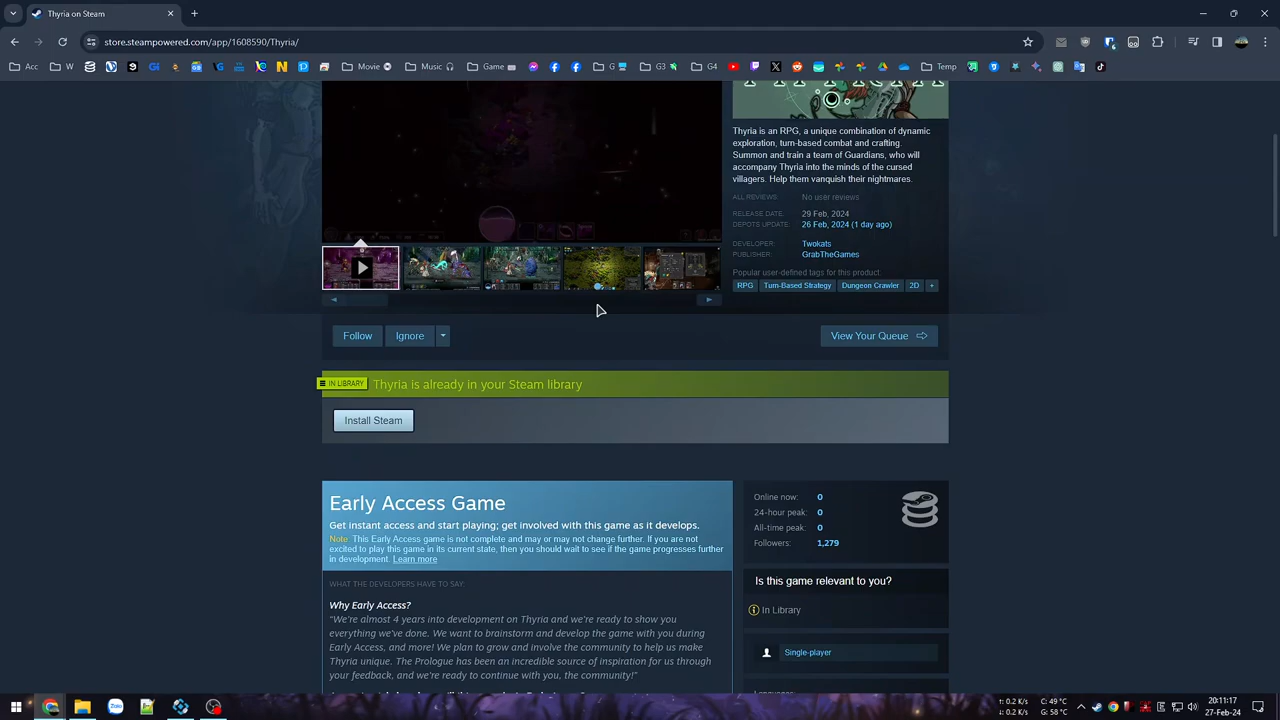 Thyria on Steam
store.steampowered.com/app/1608590/Thyria/
Acc
W
Movie
Music
Game
G
G3
G4
Temp
Thyria is an RPG, a unique combination of dynamic
exploration, turn-based combat and crafting.
Summon and train a team of Guardians, who will
accompany Thyria into the minds of the cursed
villagers. Help them vanquish their nightmares.
ALL REVIEWS:
No user reviews
RELEASE DATE:
29 Feb, 2024
DEPOTS UPDATE:
26 Feb, 2024 (1 day ago)
DEVELOPER:
Twokats
PUBLISHER:
GrabTheGames
Popular user-defined tags for this product:
RPG Turn-Based Strategy Dungeon Crawler 2D +
Follow
Ignore
View Your Queue
IN LIBRARY
Thyria is already in your Steam library
Install Steam
Early Access Game
Get instant access and start playing; get involved with this game as it develops.
Note: This Early Access game is not complete and may or may not change further. If you are not
excited to play this game in its current state, then you should wait to see if the game progresses further
in development. Learn more
WHAT THE DEVELOPERS HAVE TO SAY:
Why Early Access?
"We're almost 4 years into development on Thyria and we're ready to show you
everything we've done. We want to brainstorm and develop the game with you during
Early Access, and more! We plan to grow and involve the community to help us make
Thyria unique. The Prologue has been an incredible source of inspiration for us through
your feedback, and we're ready to continue with you, the community!"
Online now: 0
24-hour peak: 0
All-time peak: 0
Followers: 1,279
Is this game relevant to you?
In Library
Single-player
Zalo
↑: 0.2 K/s
↓: 0.2 K/s
C: 49 °C
G: 58 °C
20:11:17
27-Feb-24